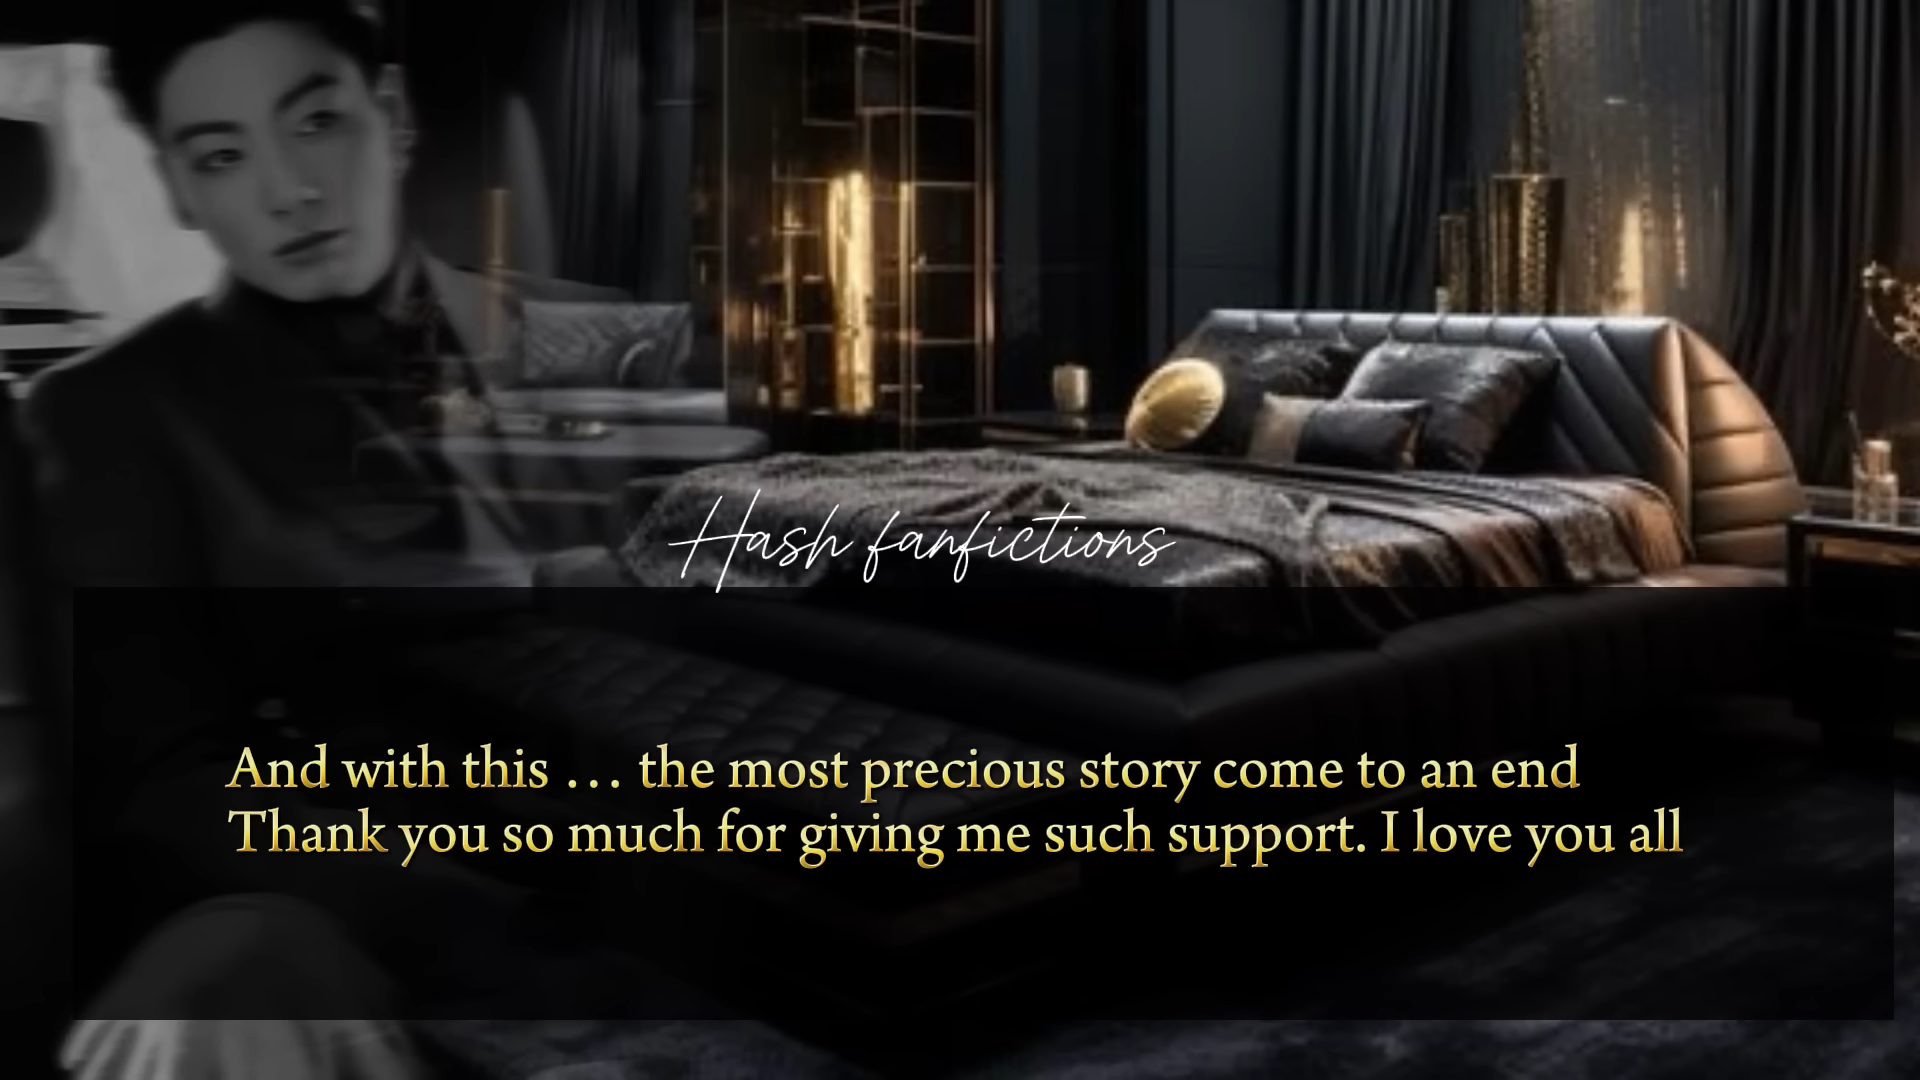 Hash fanfictions
And with this … the most precious story come to an end
Thank you so much for giving me such support. I love you all